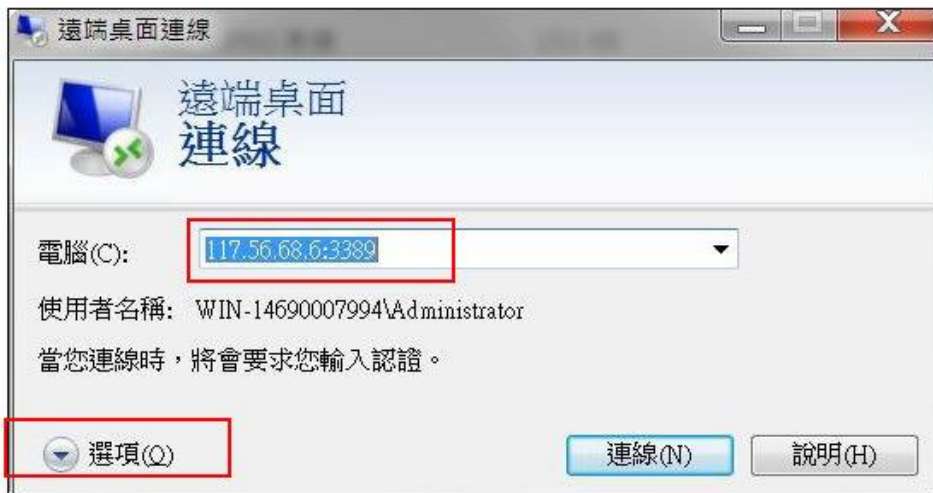 遠端桌面連線
遠端桌面
連線
電腦(C):
117.56.68.6:3389
使用者名稱: WIN-14690007994\Administrator
當您連線時，將會要求您輸入認證。
選項(O)
連線(N)
說明(H)